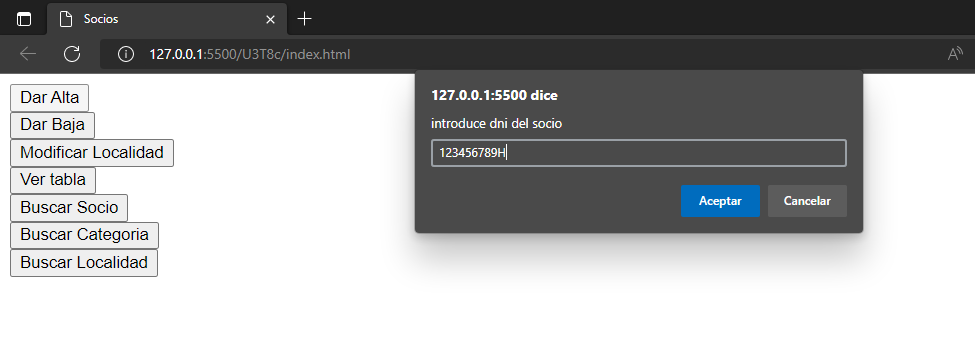 Socios
127.0.0.1:5500/U3T8c/index.html
Dar Alta
Dar Baja
Modificar Localidad
Ver tabla
Buscar Socio
Buscar Categoria
Buscar Localidad
127.0.0.1:5500 dice
introduce dni del socio
123456789H
Aceptar
Cancelar